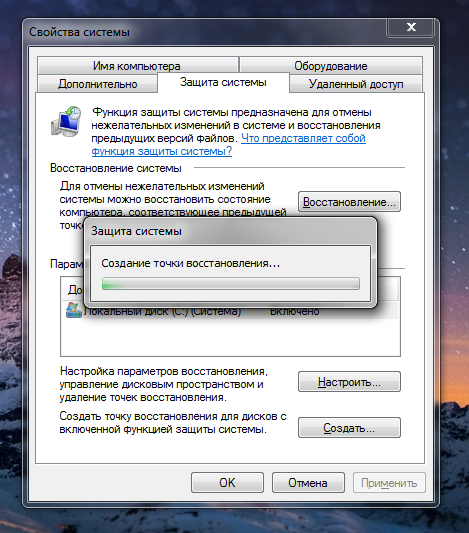 Свойства системы
Имя компьютера
Оборудование
Дополнительно
Защита системы
Удаленный доступ
Функция защиты системы предназначена для отмены
нежелательных изменений в системе и восстановления
предыдущих версий файлов. Что представляет собой
функция защиты системы?
Восстановление системы
Для отмены нежелательных изменений
системы можно восстановить состояние
компьютера, соответствующее предыдущей
Восстановление...
Защита системы
Создание точки восстановления...
Локальный диск (C:) (Система)
Включено
Настройка параметров восстановления,
управление дисковым пространством и
удаление точек восстановления.
Настроить...
Создать точку восстановления для дисков с
включенной функцией защиты системы.
Создать...
OK
Отмена
Применить